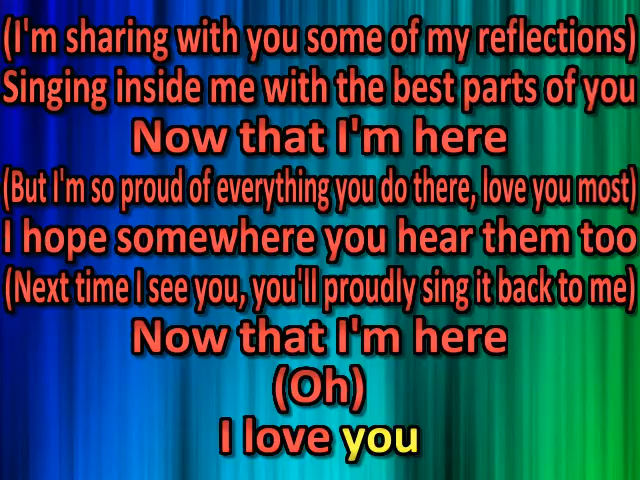 (I'm sharing with you some of my reflections)
Singing inside me with the best parts of you
Now that I'm here
(But I'm so proud of everything you do there, love you most)
I hope somewhere you hear them too
(Next time I see you, you'll proudly sing it back to me)
Now that I'm here
(Oh)
I love you